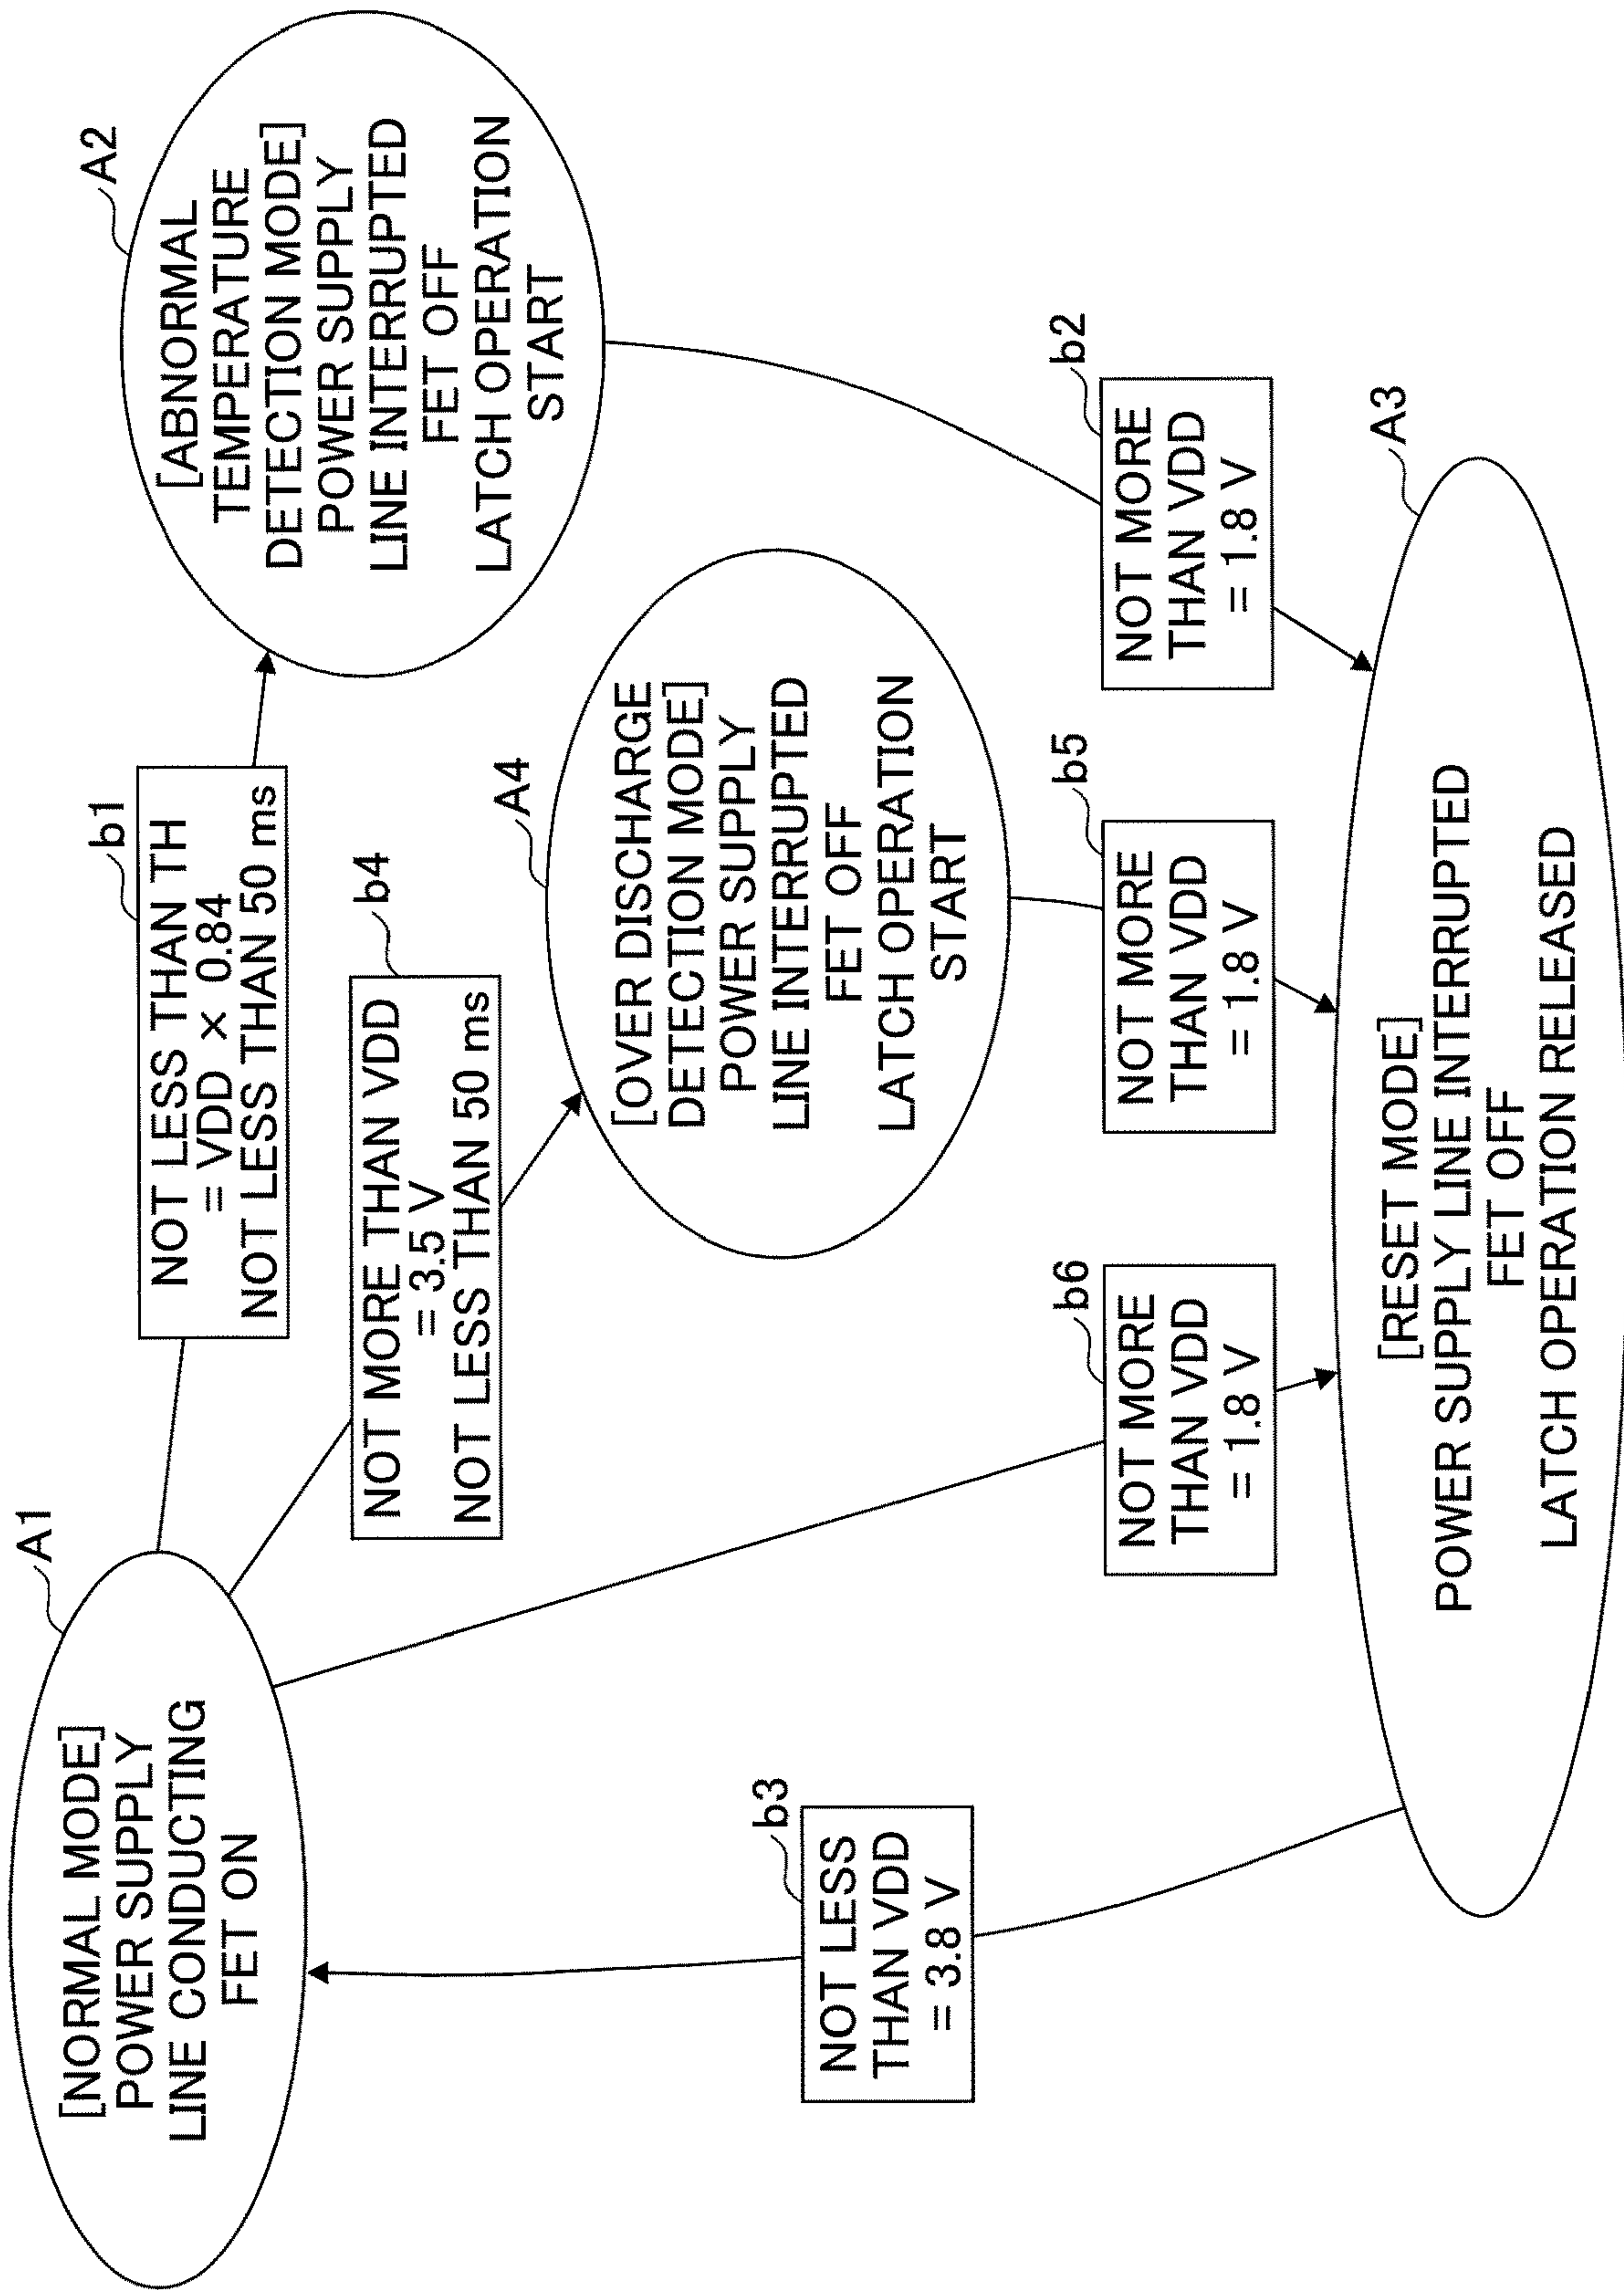 A1
[NORMAL MODE]
POWER SUPPLY
LINE CONDUCTING
FET ON
b1
NOT LESS THAN TH
= VDD × 0.84
NOT LESS THAN 50 ms
A2
[ABNORMAL
TEMPERATURE
DETECTION MODE]
POWER SUPPLY
LINE INTERRUPTED
FET OFF
LATCH OPERATION
START
b4
NOT MORE THAN VDD
= 3.5 V
NOT LESS THAN 50 ms
A4
[OVER DISCHARGE
DETECTION MODE]
POWER SUPPLY
LINE INTERRUPTED
FET OFF
LATCH OPERATION
START
b3
NOT LESS
THAN VDD
= 3.8 V
b6
NOT MORE
THAN VDD
= 1.8 V
b5
NOT MORE
THAN VDD
= 1.8 V
b2
NOT MORE
THAN VDD
= 1.8 V
A3
[RESET MODE]
POWER SUPPLY LINE INTERRUPTED
FET OFF
LATCH OPERATION RELEASED